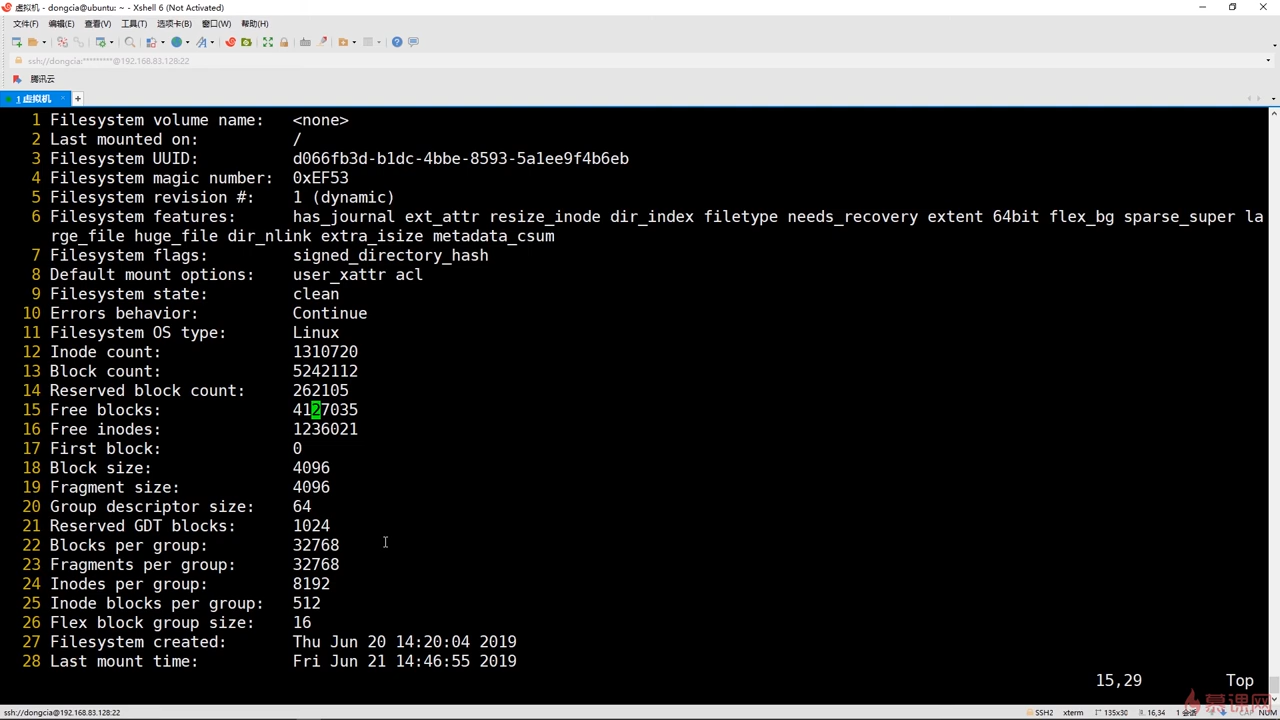 虚拟机 - dongcia@ubuntu: ~ - Xshell 6 (Not Activated)
文件(F) 编辑(E) 查看(V) 工具(T) 选项卡(B) 窗口(W) 帮助(H)
ssh://dongcia:*********@192.168.83.128:22
腾讯云
1 虚拟机 × +
1 Filesystem volume name: <none>
2 Last mounted on: /
3 Filesystem UUID: d066fb3d-b1dc-4bbe-8593-5a1ee9f4b6eb
4 Filesystem magic number: 0xEF53
5 Filesystem revision #: 1 (dynamic)
6 Filesystem features: has_journal ext_attr resize_inode dir_index filetype needs_recovery extent 64bit flex_bg sparse_super la
rge_file huge_file dir_nlink extra_isize metadata_csum
7 Filesystem flags: signed_directory_hash
8 Default mount options: user_xattr acl
9 Filesystem state: clean
10 Errors behavior: Continue
11 Filesystem OS type: Linux
12 Inode count: 1310720
13 Block count: 5242112
14 Reserved block count: 262105
15 Free blocks: 4127035
16 Free inodes: 1236021
17 First block: 0
18 Block size: 4096
19 Fragment size: 4096
20 Group descriptor size: 64
21 Reserved GDT blocks: 1024
22 Blocks per group: 32768
23 Fragments per group: 32768
24 Inodes per group: 8192
25 Inode blocks per group: 512
26 Flex block group size: 16
27 Filesystem created: Thu Jun 20 14:20:04 2019
28 Last mount time: Fri Jun 21 14:46:55 2019
15,29 Top
慕课网
ssh://dongcia@192.168.83.128:22 SSH2 xterm 135x30 16,34 1 会话 CAP NUM